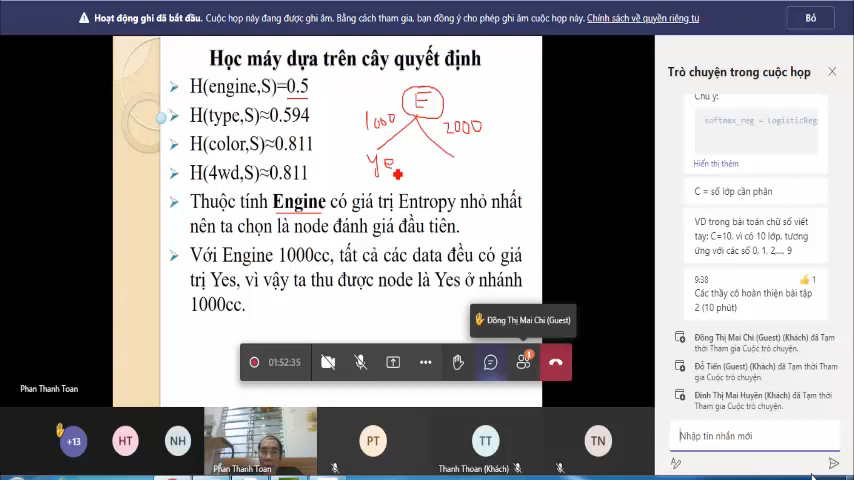 Hoạt động ghi đã bắt đầu. Cuộc họp này đang được ghi âm. Bằng cách tham gia, bạn đồng ý cho phép ghi âm cuộc họp này. Chính sách về quyền riêng tư
Bỏ
Học máy dựa trên cây quyết định
H(engine,S)=0.5
H(type,S)≈0.594
H(color,S)≈0.811
H(4wd,S)≈0.811
E
1000
2000
ye
Thuộc tính Engine có giá trị Entropy nhỏ nhất
nên ta chọn là node đánh giá đầu tiên.
Với Engine 1000cc, tất cả các data đều có giá
trị Yes, vì vậy ta thu được node là Yes ở nhánh
1000cc.
Đồng Thị Mai Chi (Guest)
01:52:35
1
Phan Thanh Toan
+13
HT
NH
Phan Thanh Toan
PT
TT
Thanh Thoan (Khách)
TN
Trò chuyện trong cuộc họp
Chú ý:
softmax_reg = LogisticReg
Hiển thị thêm
C = số lớp cần phân
VD trong bài toán chữ số viết
tay: C=10, vì có 10 lớp, tương
ứng với các số 0, 1, 2,..., 9
9:38
1
Các thầy cô hoàn thiện bài tập
2 (10 phút)
Đồng Thị Mai Chi (Guest) (Khách) đã Tạm
thời Tham gia Cuộc trò chuyện.
Đỗ Tiến (Guest) (Khách) đã Tạm thời Tham
gia Cuộc trò chuyện.
Đinh Thị Mai Huyên (Khách) đã Tạm thời
Tham gia Cuộc trò chuyện.
Nhập tin nhắn mới